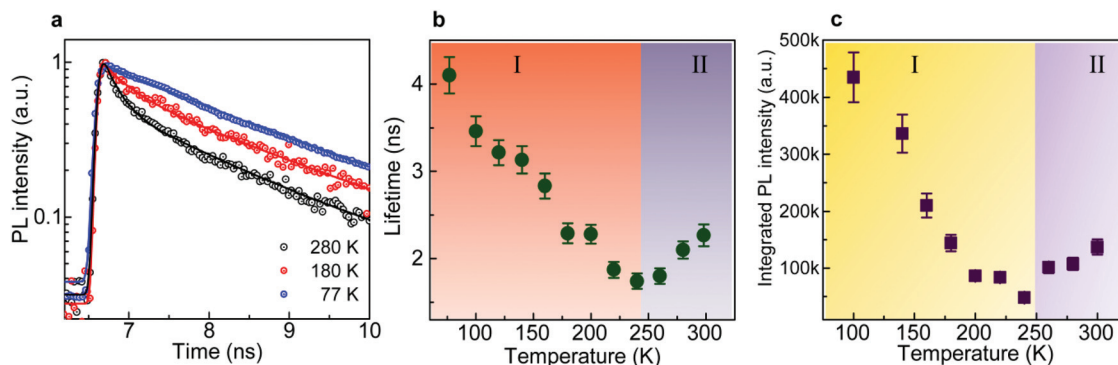 a
PL intensity (a.u.)
1
0.1
280 K
180 K
77 K
7
8
9
10
Time (ns)
b
I
II
Lifetime (ns)
4
3
2
100
150
200
250
300
Temperature (K)
c
I
II
Integrated PL intensity (a.u.)
500k
400k
300k
200k
100k
100
150
200
250
300
Temperature (K)